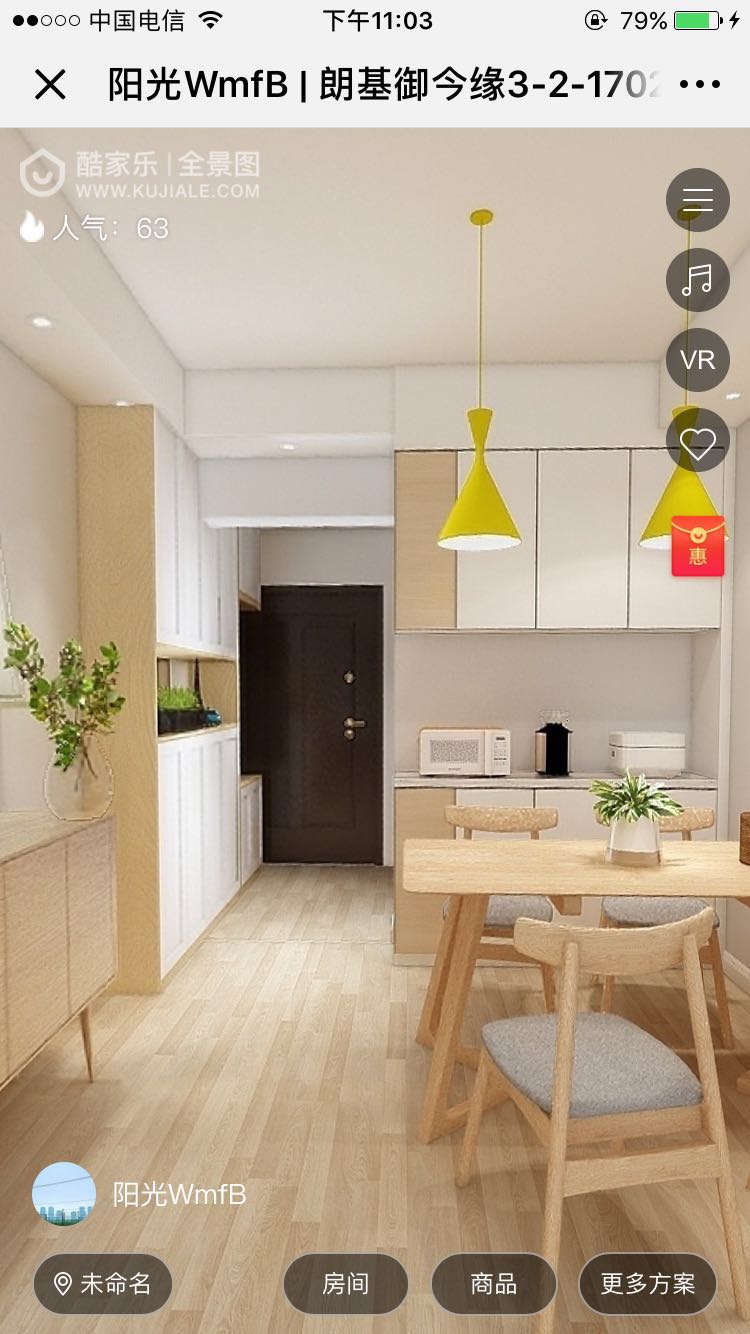 中国电信 下午11:03 79%
阳光WmfB | 朗基御今缘3-2-1702
酷家乐 | 全景图
WWW.KUJIALE.COM
人气：63
VR
惠
阳光WmfB
未命名 房间 商品 更多方案